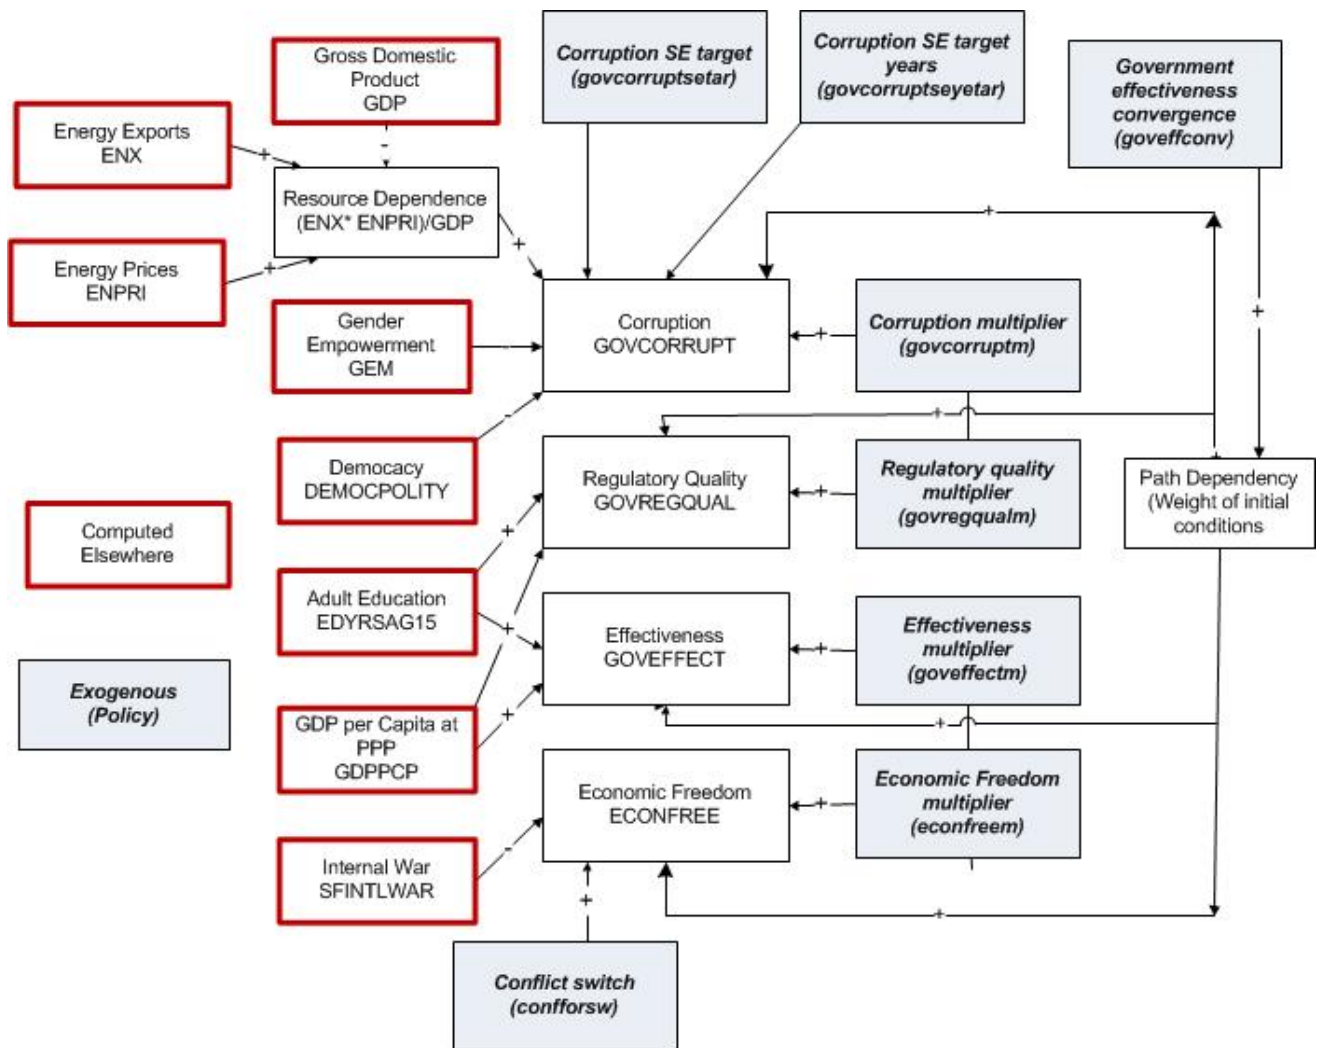 Corruption SE target
(govcorruptsetar)
Corruption SE target
years
(govcorruptseyetar)
Government
effectiveness
convergence
(goveffconv)
Gross Domestic
Product
GDP
Energy Exports
ENX
+
-
Resource Dependence
(ENX* ENPRI)/GDP
+
+
Energy Prices
ENPRI
+
Gender
Empowerment
GEM
-
Corruption
GOVCORRUPT
+
Corruption multiplier
(govcorruptm)
+
-
+
Democacy
DEMOCPOLITY
Regulatory Quality
GOVREGQUAL
+
Regulatory quality
multiplier
(govregqualm)
+
Path Dependency
(Weight of initial
conditions
Computed
Elsewhere
+
Adult Education
EDYRSAG15
+
+
Effectiveness
GOVEFFECT
+
Effectiveness
multiplier
(goveffectm)
Exogenous
(Policy)
GDP per Capita at
PPP
GDPPCP
+
+
Economic Freedom
ECONFREE
+
Economic Freedom
multiplier
(econfreem)
Internal War
SFINTLWAR
-
+
+
Conflict switch
(confforsw)